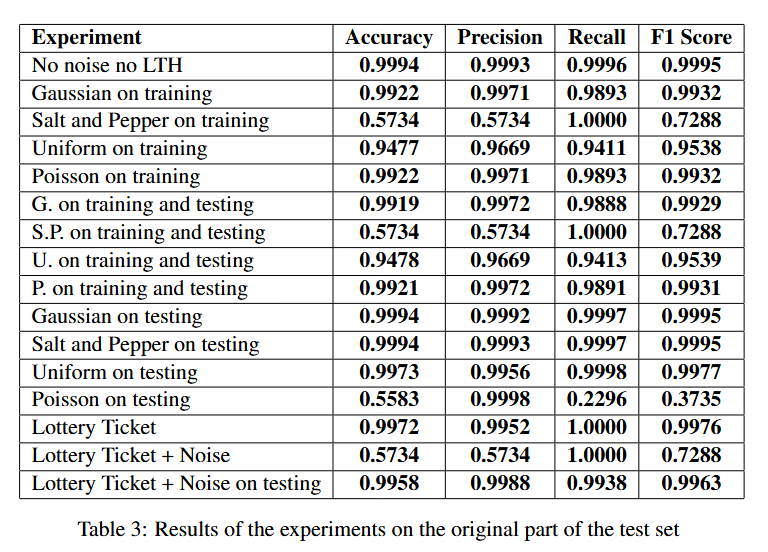 Experiment Accuracy Precision Recall F1 Score
No noise no LTH 0.9994 0.9993 0.9996 0.9995
Gaussian on training 0.9922 0.9971 0.9893 0.9932
Salt and Pepper on training 0.5734 0.5734 1.0000 0.7288
Uniform on training 0.9477 0.9669 0.9411 0.9538
Poisson on training 0.9922 0.9971 0.9893 0.9932
G. on training and testing 0.9919 0.9972 0.9888 0.9929
S.P. on training and testing 0.5734 0.5734 1.0000 0.7288
U. on training and testing 0.9478 0.9669 0.9413 0.9539
P. on training and testing 0.9921 0.9972 0.9891 0.9931
Gaussian on testing 0.9994 0.9992 0.9997 0.9995
Salt and Pepper on testing 0.9994 0.9993 0.9997 0.9995
Uniform on testing 0.9973 0.9956 0.9998 0.9977
Poisson on testing 0.5583 0.9998 0.2296 0.3735
Lottery Ticket 0.9972 0.9952 1.0000 0.9976
Lottery Ticket + Noise 0.5734 0.5734 1.0000 0.7288
Lottery Ticket + Noise on testing 0.9958 0.9988 0.9938 0.9963
Table 3: Results of the experiments on the original part of the test set